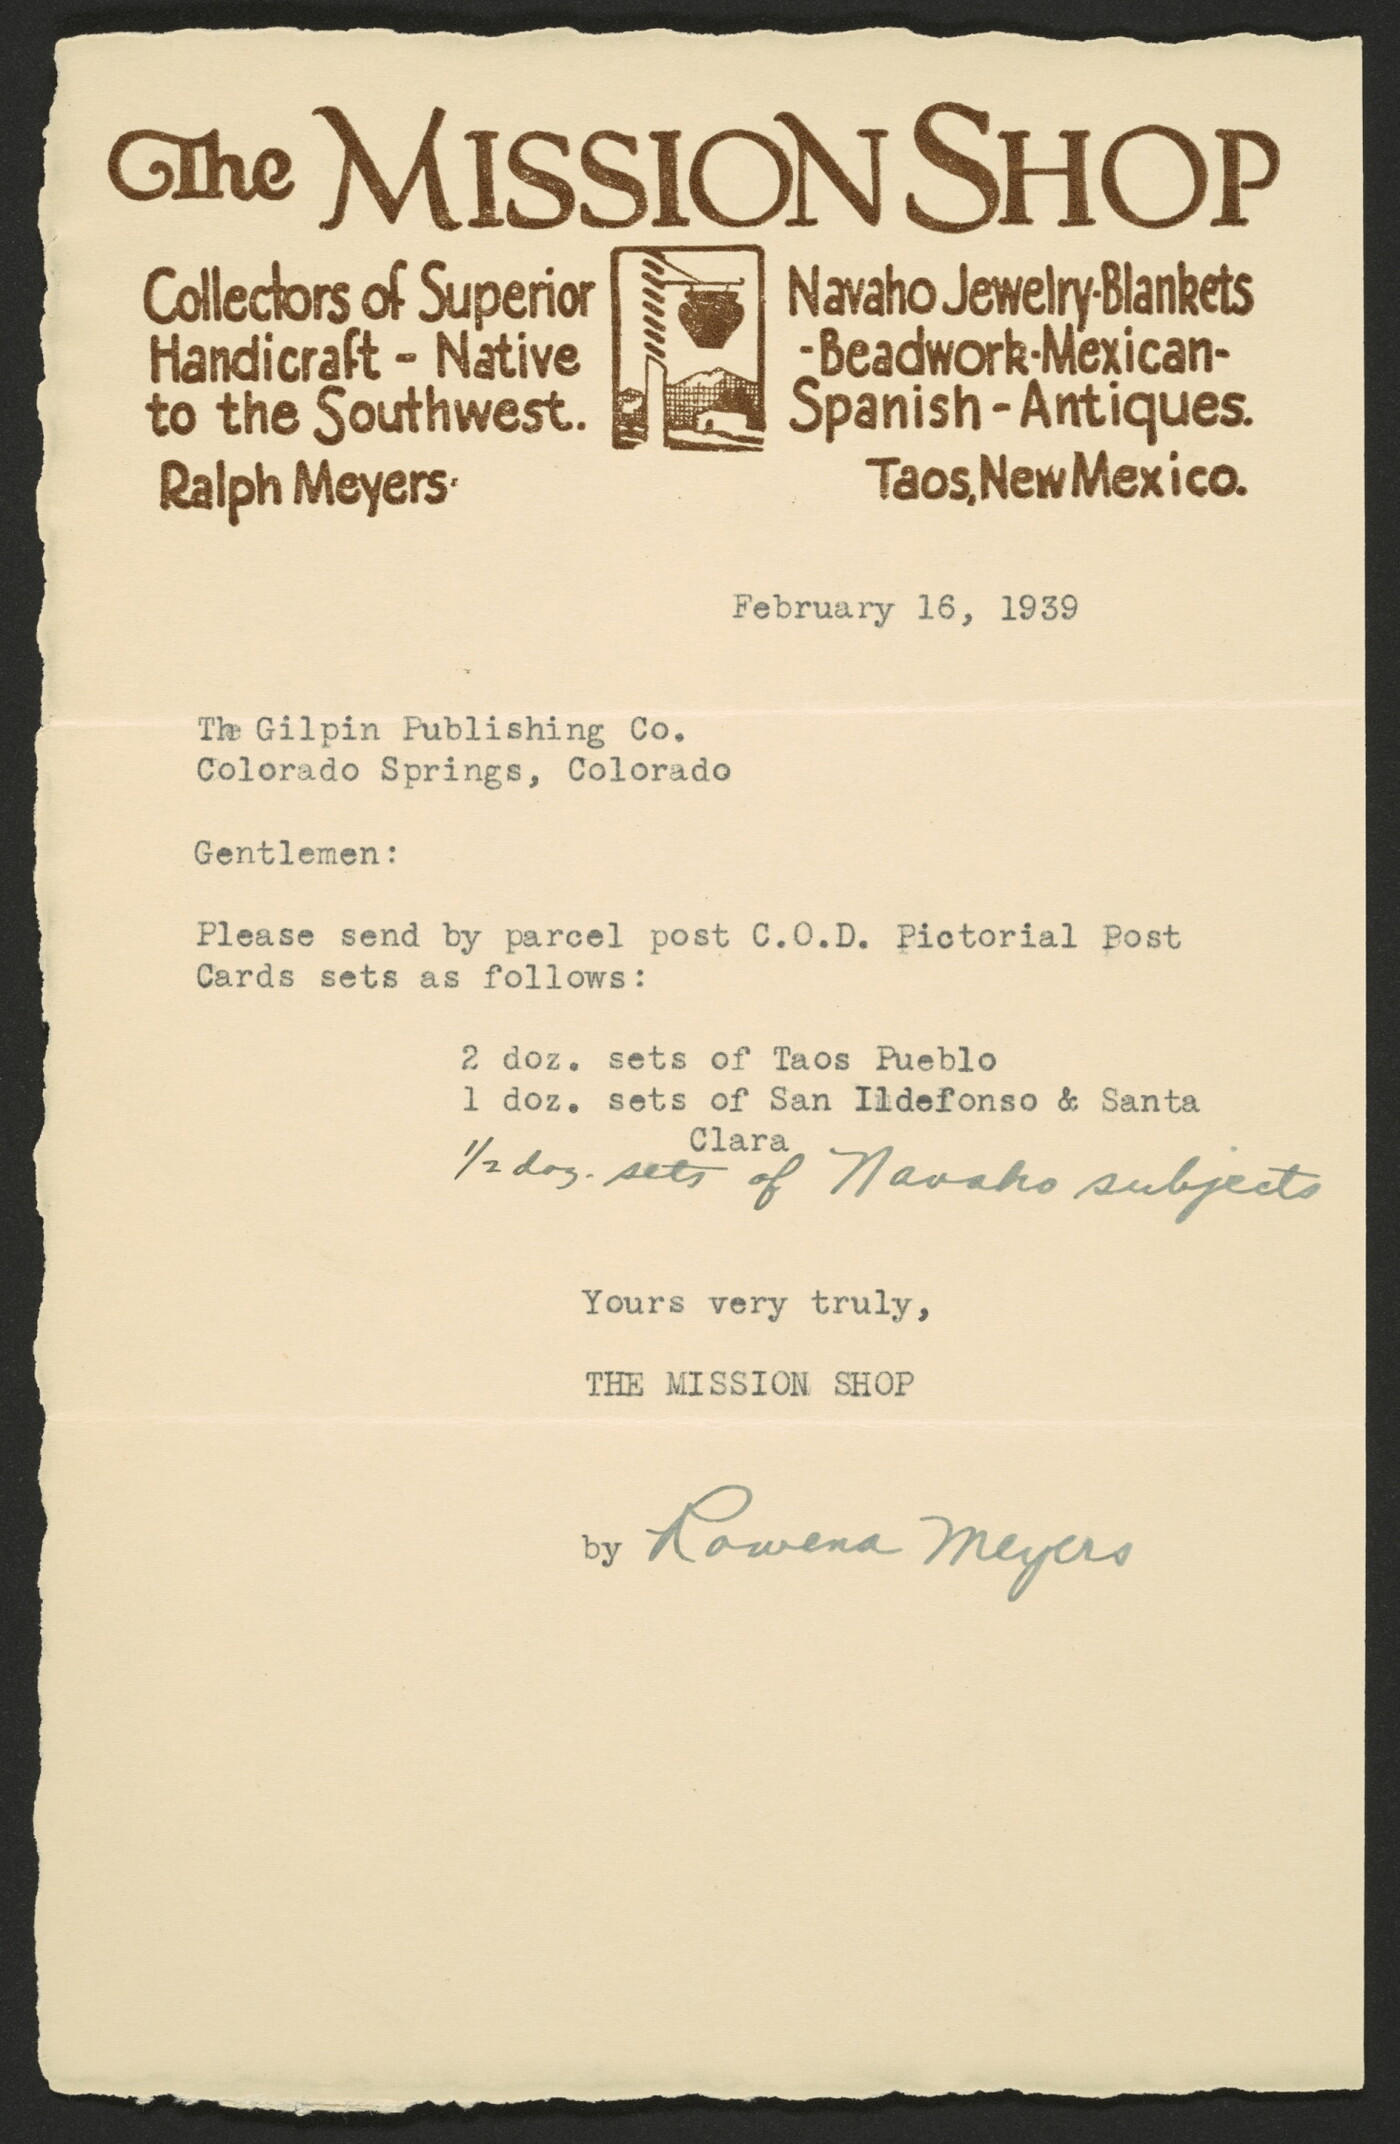 The MISSION SHOP
Collectors of Superior
Handicraft - Native
to the Southwest.
Ralph Meyers.
Navaho Jewelry-Blankets
-Beadwork-Mexican-
Spanish-Antiques.
Taos, New Mexico.
February 16, 1939
The Gilpin Publishing Co.
Colorado Springs, Colorado
Gentlemen:
Please send by parcel post C.O.D. Pictorial Post
Cards sets as follows:
2 doz. sets of Taos Pueblo
1 doz. sets of San Ildefonso & Santa
Clara
1/2 doz. sets of Navaho subjects
Yours very truly,
THE MISSION SHOP
by Rowena Meyers